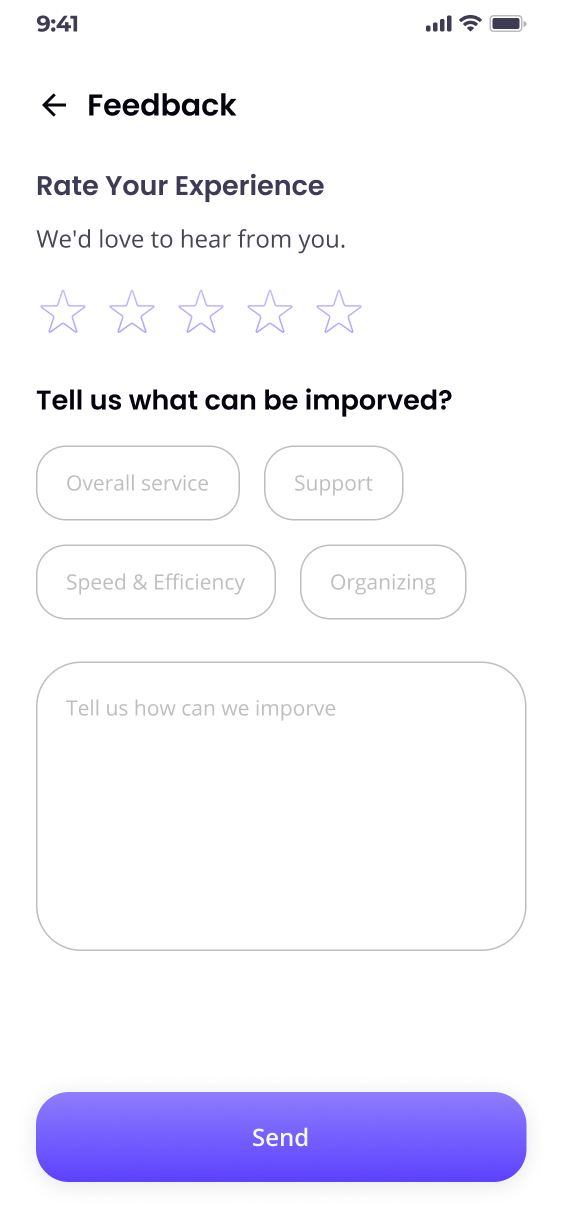 9:41
Feedback
Rate Your Experience
We'd love to hear from you.
Tell us what can be imporved?
Overall service
Support
Speed & Efficiency
Organizing
Tell us how can we imporve
Send